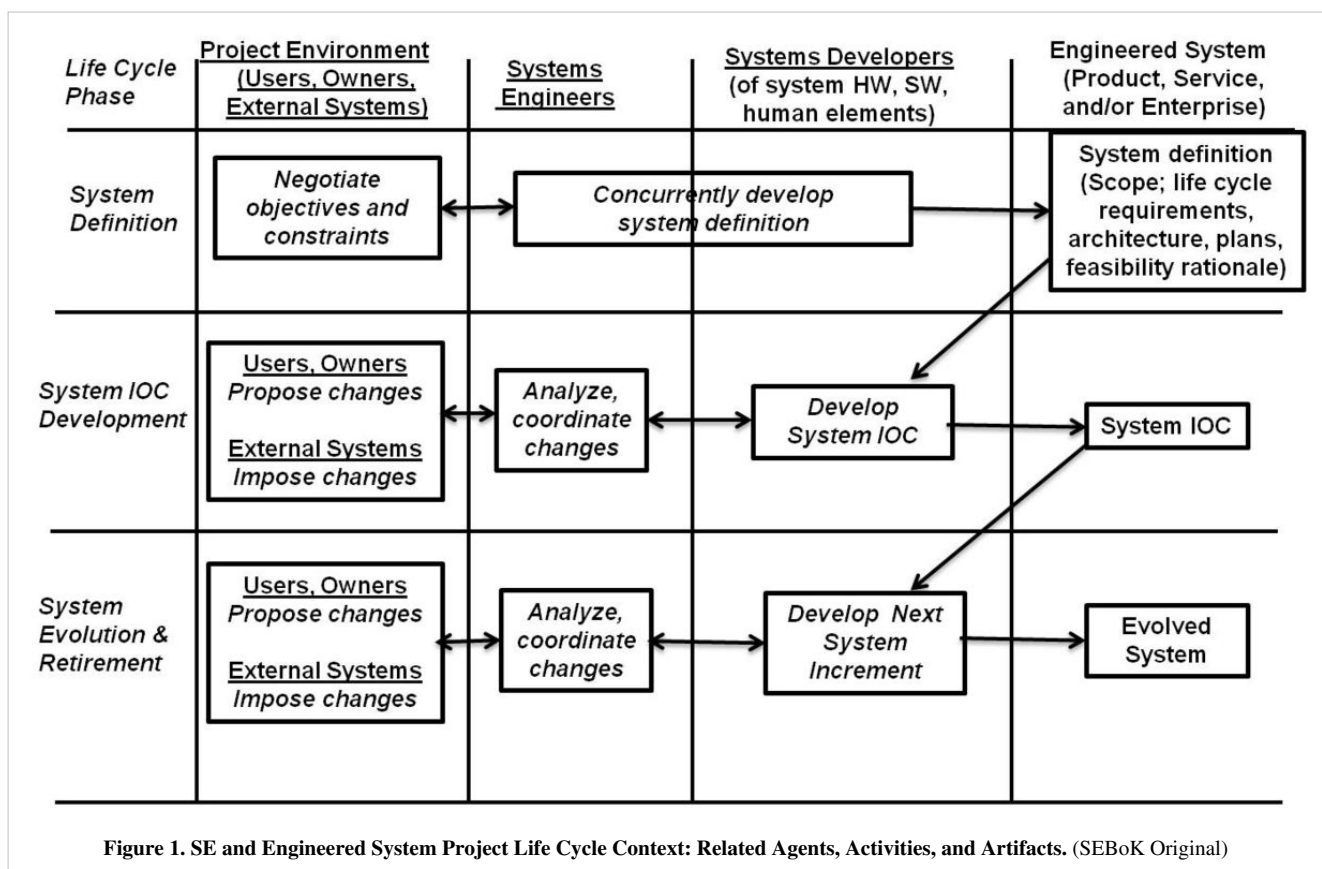 Life Cycle
Phase
Project Environment
(Users, Owners,
External Systems)
Systems
Engineers
Systems Developers
(of system HW, SW,
human elements)
Engineered System
(Product, Service,
and/or Enterprise)
System
Definition
Negotiate
objectives and
constraints
Concurrently develop
system definition
System definition
(Scope; life cycle
requirements,
architecture, plans,
feasibility rationale)
System IOC
Development
Users, Owners
Propose changes
External Systems
Impose changes
Analyze,
coordinate
changes
Develop
System IOC
System IOC
System
Evolution &
Retirement
Users, Owners
Propose changes
External Systems
Impose changes
Analyze,
coordinate
changes
Develop Next
System
Increment
Evolved
System
Figure 1. SE and Engineered System Project Life Cycle Context: Related Agents, Activities, and Artifacts. (SEBoK Original)